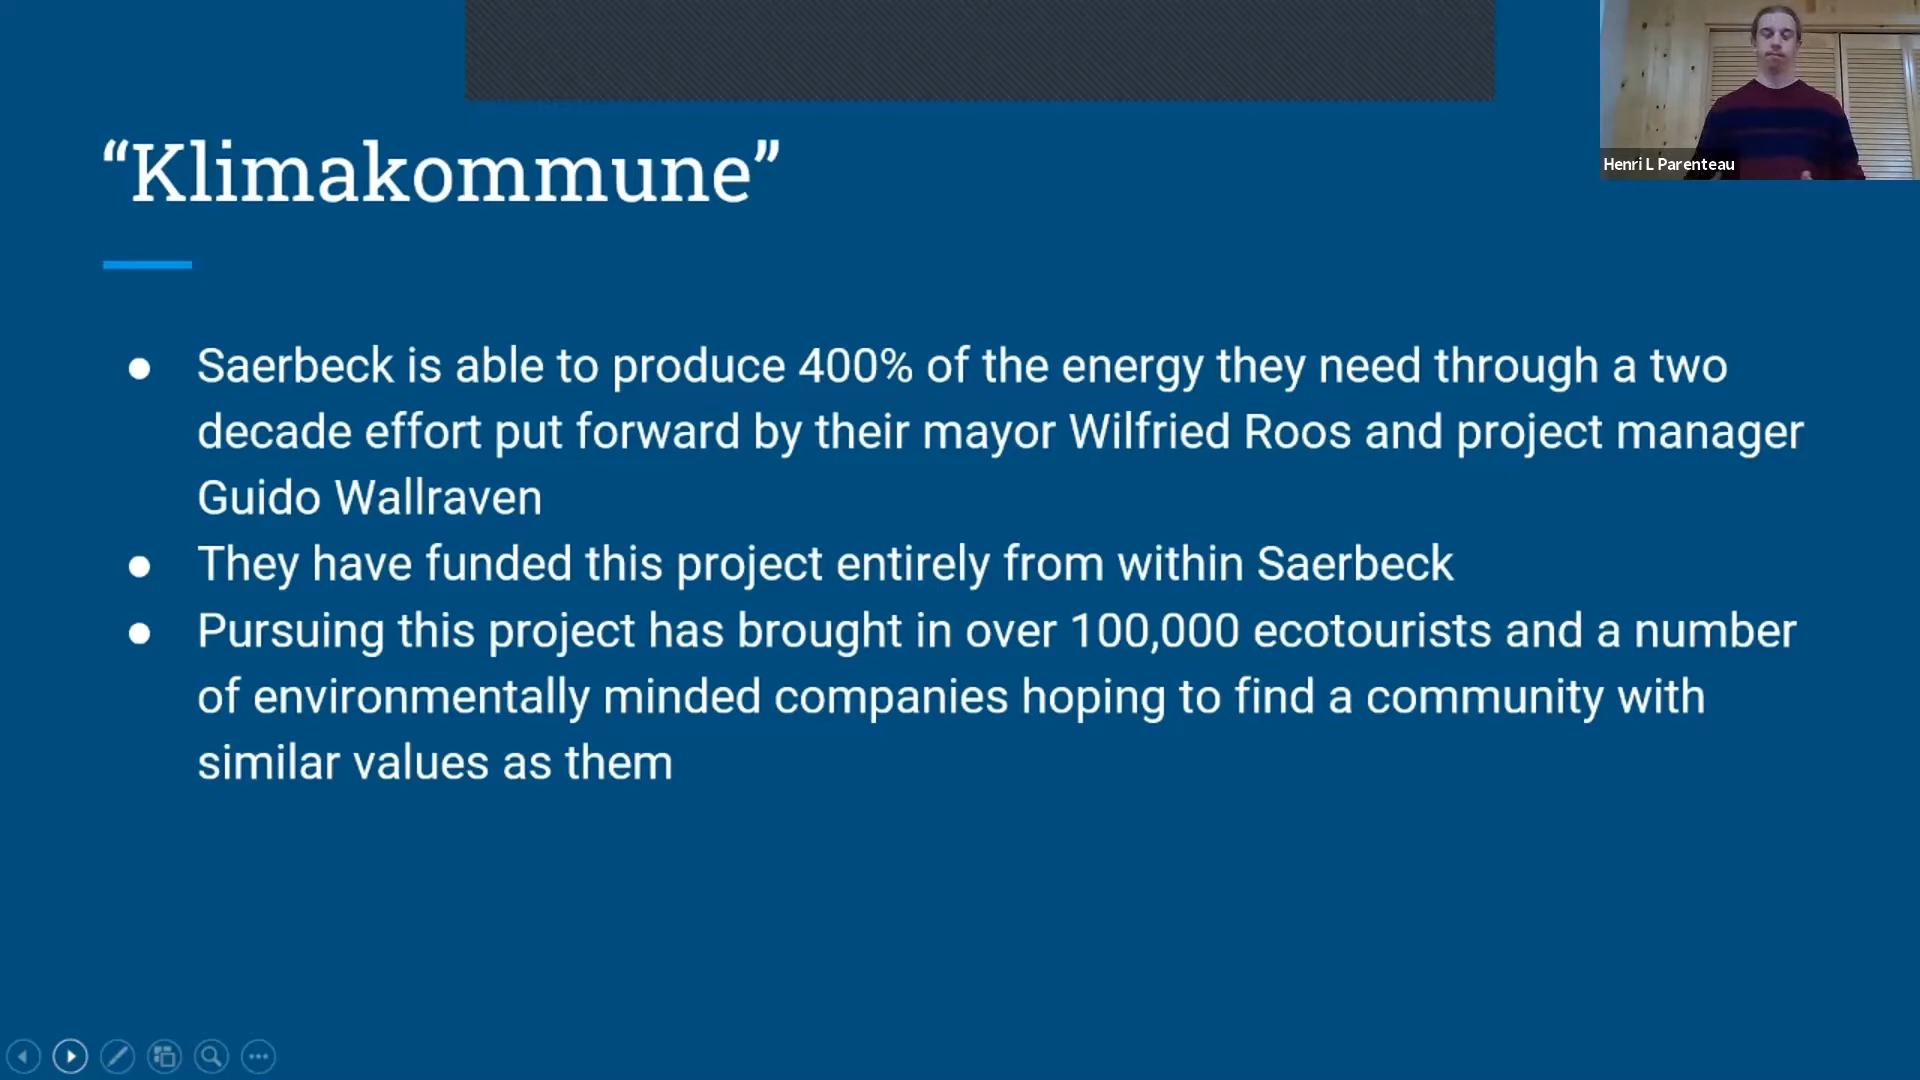 “Klimakommune”
Henri L Parenteau
● Saerbeck is able to produce 400% of the energy they need through a two
decade effort put forward by their mayor Wilfried Roos and project manager
Guido Wallraven
● They have funded this project entirely from within Saerbeck
● Pursuing this project has brought in over 100,000 ecotourists and a number
of environmentally minded companies hoping to find a community with
similar values as them